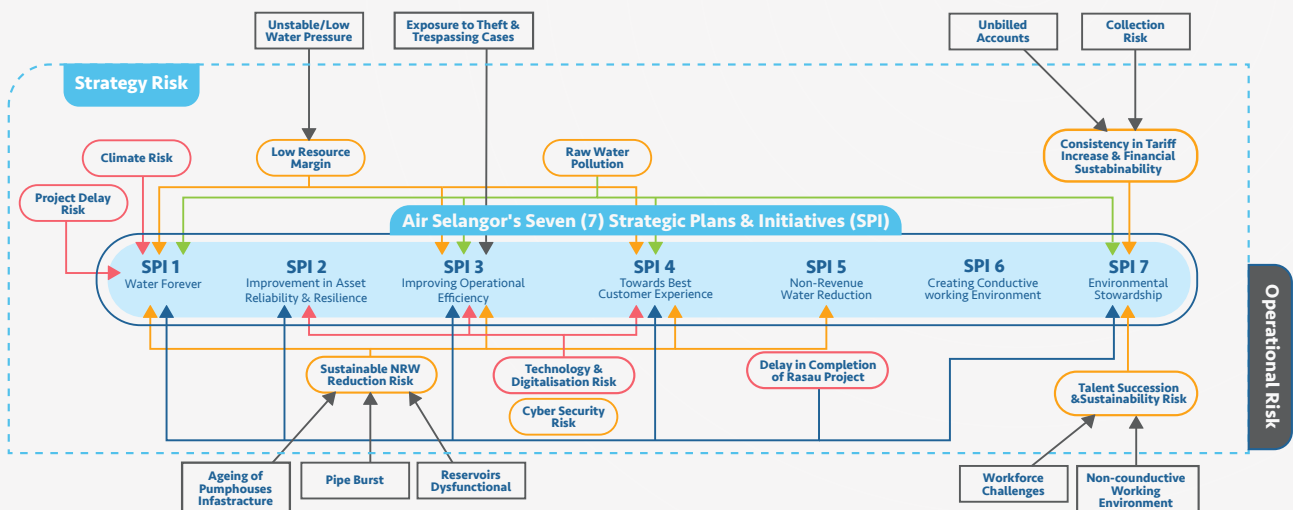 Unstable/Low
Water Pressure
Exposure to Theft &
Trespassing Cases
Unbilled
Accounts
Collection
Risk
Strategy Risk
Climate Risk
Low Resource
Margin
Raw Water
Pollution
Consistency in Tariff
Increase & Financial
Sustabinability
Project Delay
Risk
Air Selangor's Seven (7) Strategic Plans & Initiatives (SPI)
SPI 1
Water Forever
SPI 2
Improvement in Asset
Reliability & Resilience
SPI 3
Improving Operational
Efficiency
SPI 4
Towards Best
Customer Experience
SPI 5
Non-Revenue
Water Reduction
SPI 6
Creating Conductive
working Environment
SPI 7
Environmental
Stowardship
Operational Risk
Sustainable NRW
Reduction Risk
Technology &
Digitalisation Risk
Delay in Completion
of Rasau Project
Cyber Security
Risk
Talent Succession
&Sustainability Risk
Ageing of
Pumphouses
Infastracture
Pipe Burst
Reservoirs
Dysfunctional
Workforce
Challenges
Non-counductive
Working
Environment